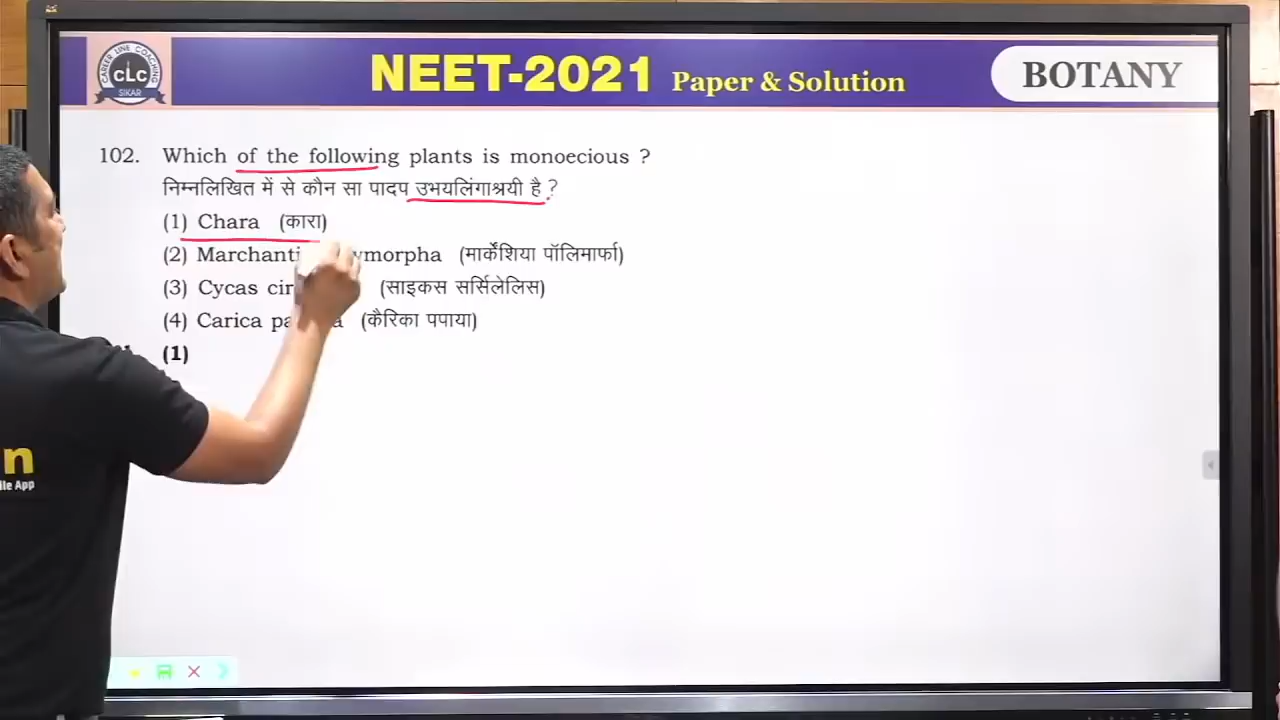 CAREER LINE COACHING
CLC
SIKAR
NEET-2021 Paper & Solution
BOTANY
102. Which of the following plants is monoecious ?
निम्नलिखित में से कौन सा पादप उभयलिंगाश्रयी है ?
(1) Chara (कारा)
(2) Marchanti ymorpha (मार्केंशिया पॉलिमार्फा)
(3) Cycas cir (साइकस सर्सिलेलिस)
(4) Carica pa a (कैरिका पपाया)
(1)
n
ile App